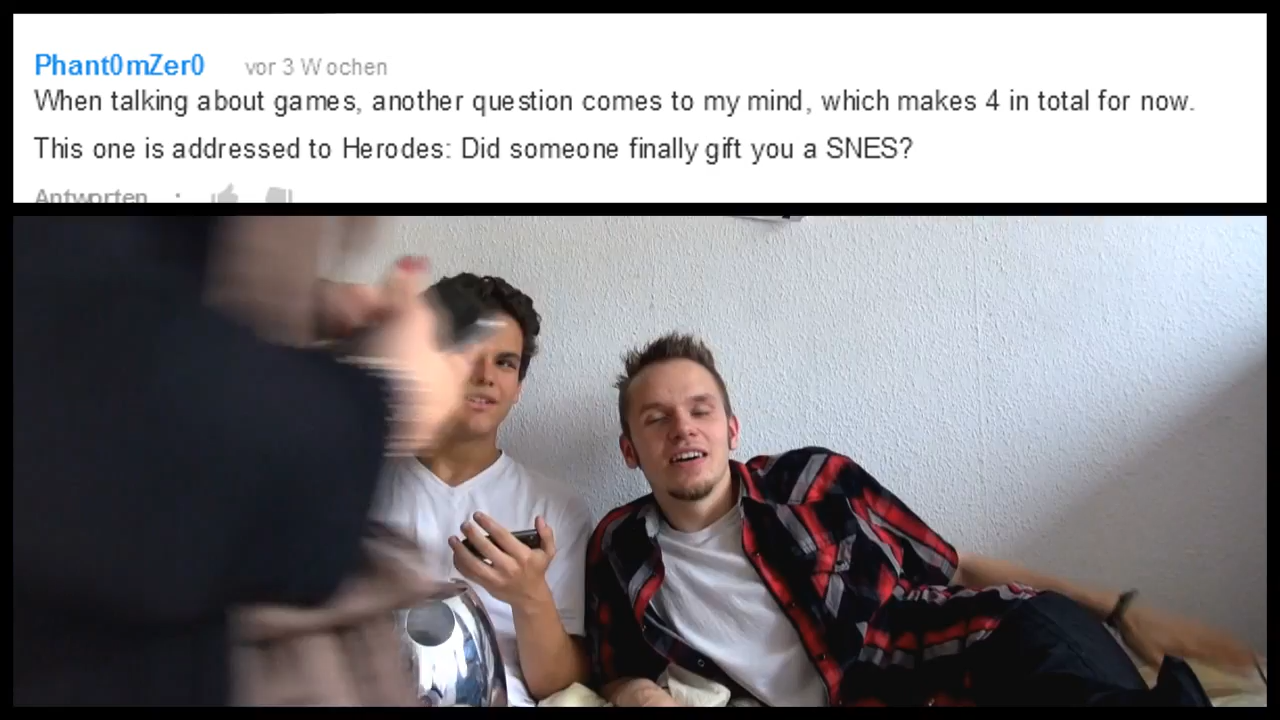 Phant0mZer0 vor 3 Wochen
When talking about games, another question comes to my mind, which makes 4 in total for now.
This one is addressed to Herodes: Did someone finally gift you a SNES?
Antworten